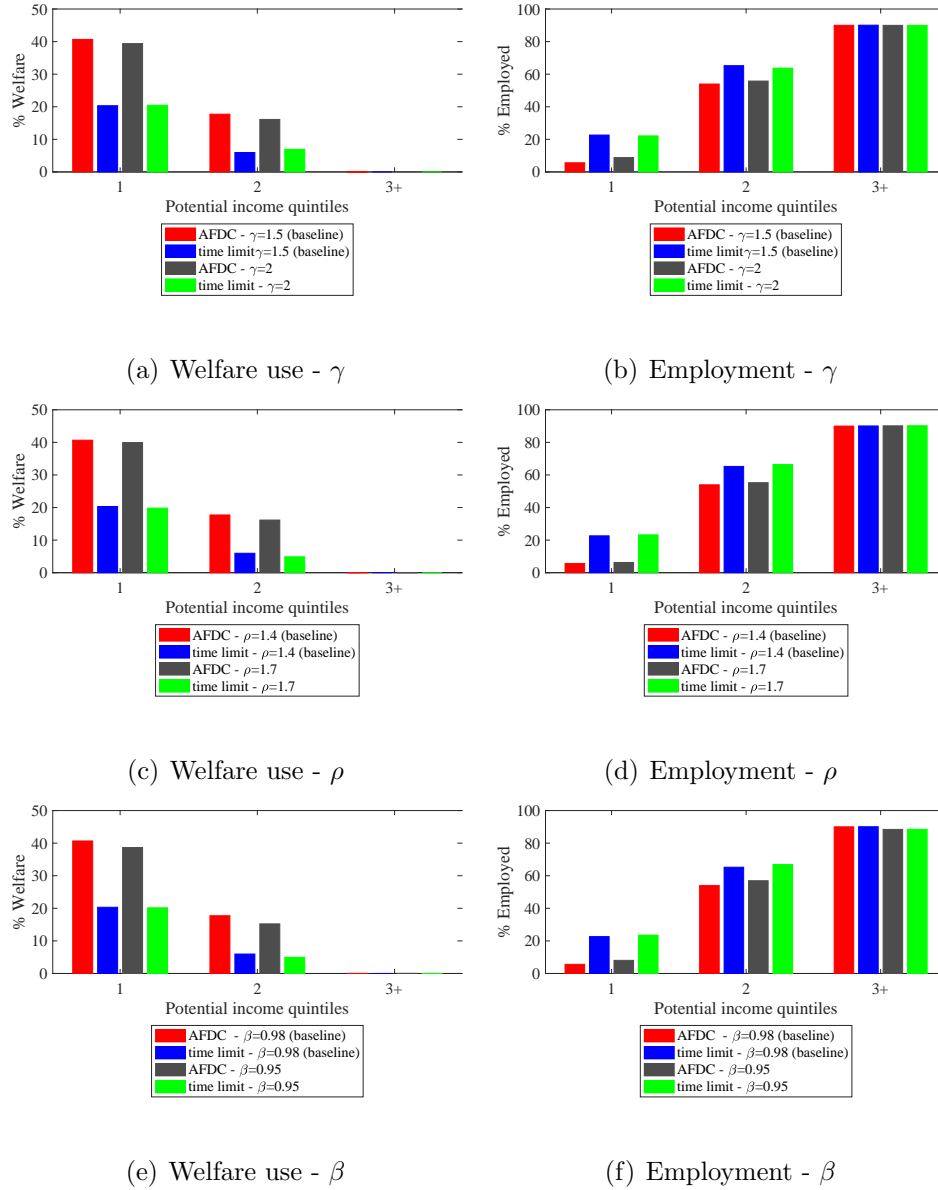 50
40
30
20
10
0
% Welfare
1 2 3+
Potential income quintiles
AFDC - γ=1.5 (baseline)
time limitγ=1.5 (baseline)
AFDC - γ=2
time limit - γ=2
(a) Welfare use - γ
100
80
60
40
20
0
% Employed
1 2 3+
Potential income quintiles
AFDC - γ=1.5 (baseline)
time limitγ=1.5 (baseline)
AFDC - γ=2
time limit - γ=2
(b) Employment - γ
50
40
30
20
10
0
% Welfare
1 2 3+
Potential income quintiles
AFDC - ρ=1.4 (baseline)
time limit - ρ=1.4 (baseline)
AFDC - ρ=1.7
time limit - ρ=1.7
(c) Welfare use - ρ
100
80
60
40
20
0
% Employed
1 2 3+
Potential income quintiles
AFDC - ρ=1.4 (baseline)
time limit - ρ=1.4 (baseline)
AFDC - ρ=1.7
time limit - ρ=1.7
(d) Employment - ρ
50
40
30
20
10
0
% Welfare
1 2 3+
Potential income quintiles
AFDC - β=0.98 (baseline)
time limit - β=0.98 (baseline)
AFDC - β=0.95
time limit - β=0.95
(e) Welfare use - β
100
80
60
40
20
0
% Employed
1 2 3+
Potential income quintiles
AFDC - β=0.98 (baseline)
time limit - β=0.98 (baseline)
AFDC - β=0.95
time limit - β=0.95
(f) Employment - β